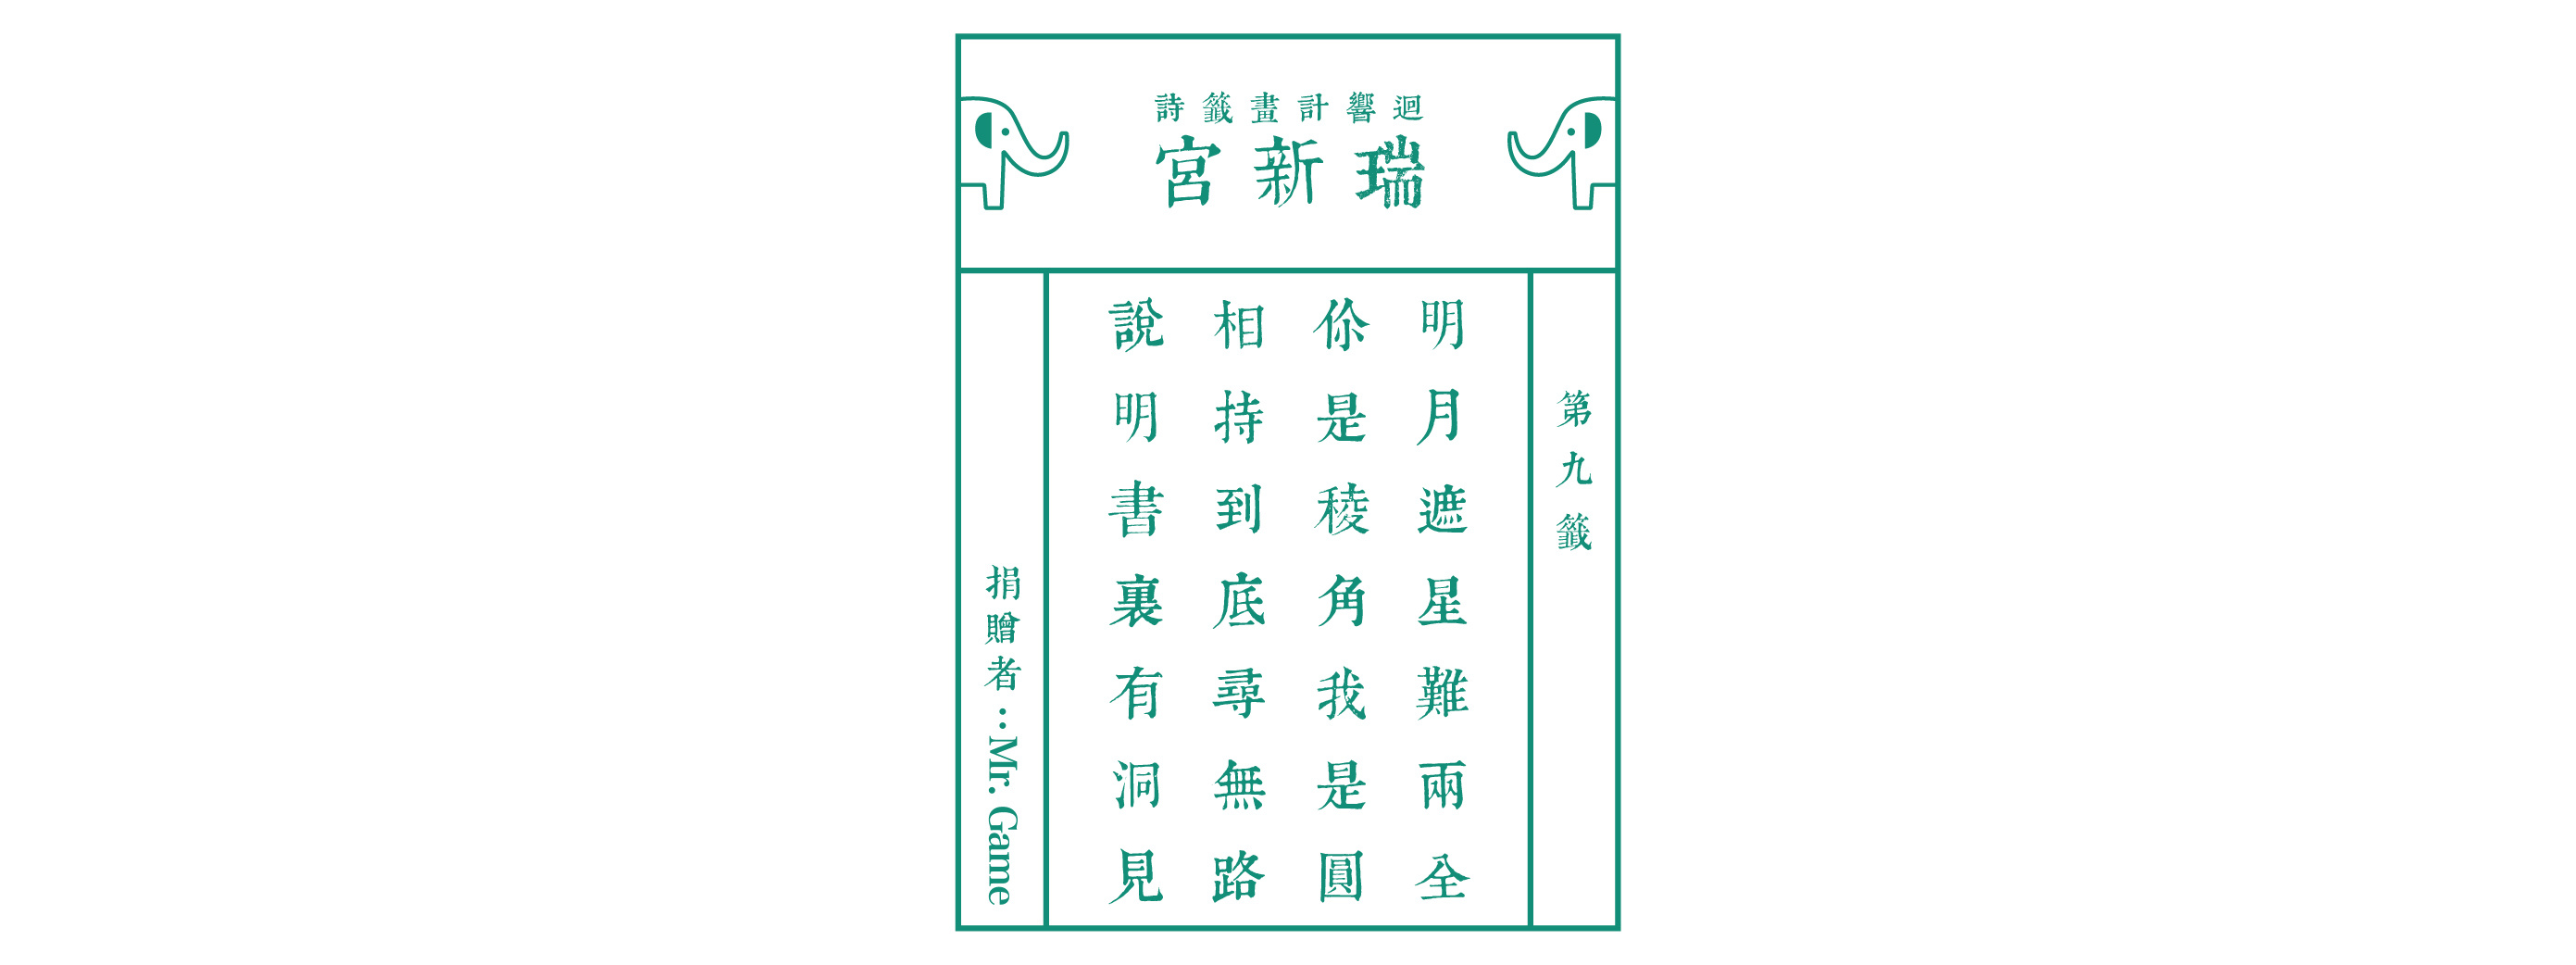 迴響計畫籤詩
瑞新宮
第九籤
明月遮星難兩全
你是稜角我是圓
相持到底尋無路
說明書裏有洞見
捐贈者：Mr. Game